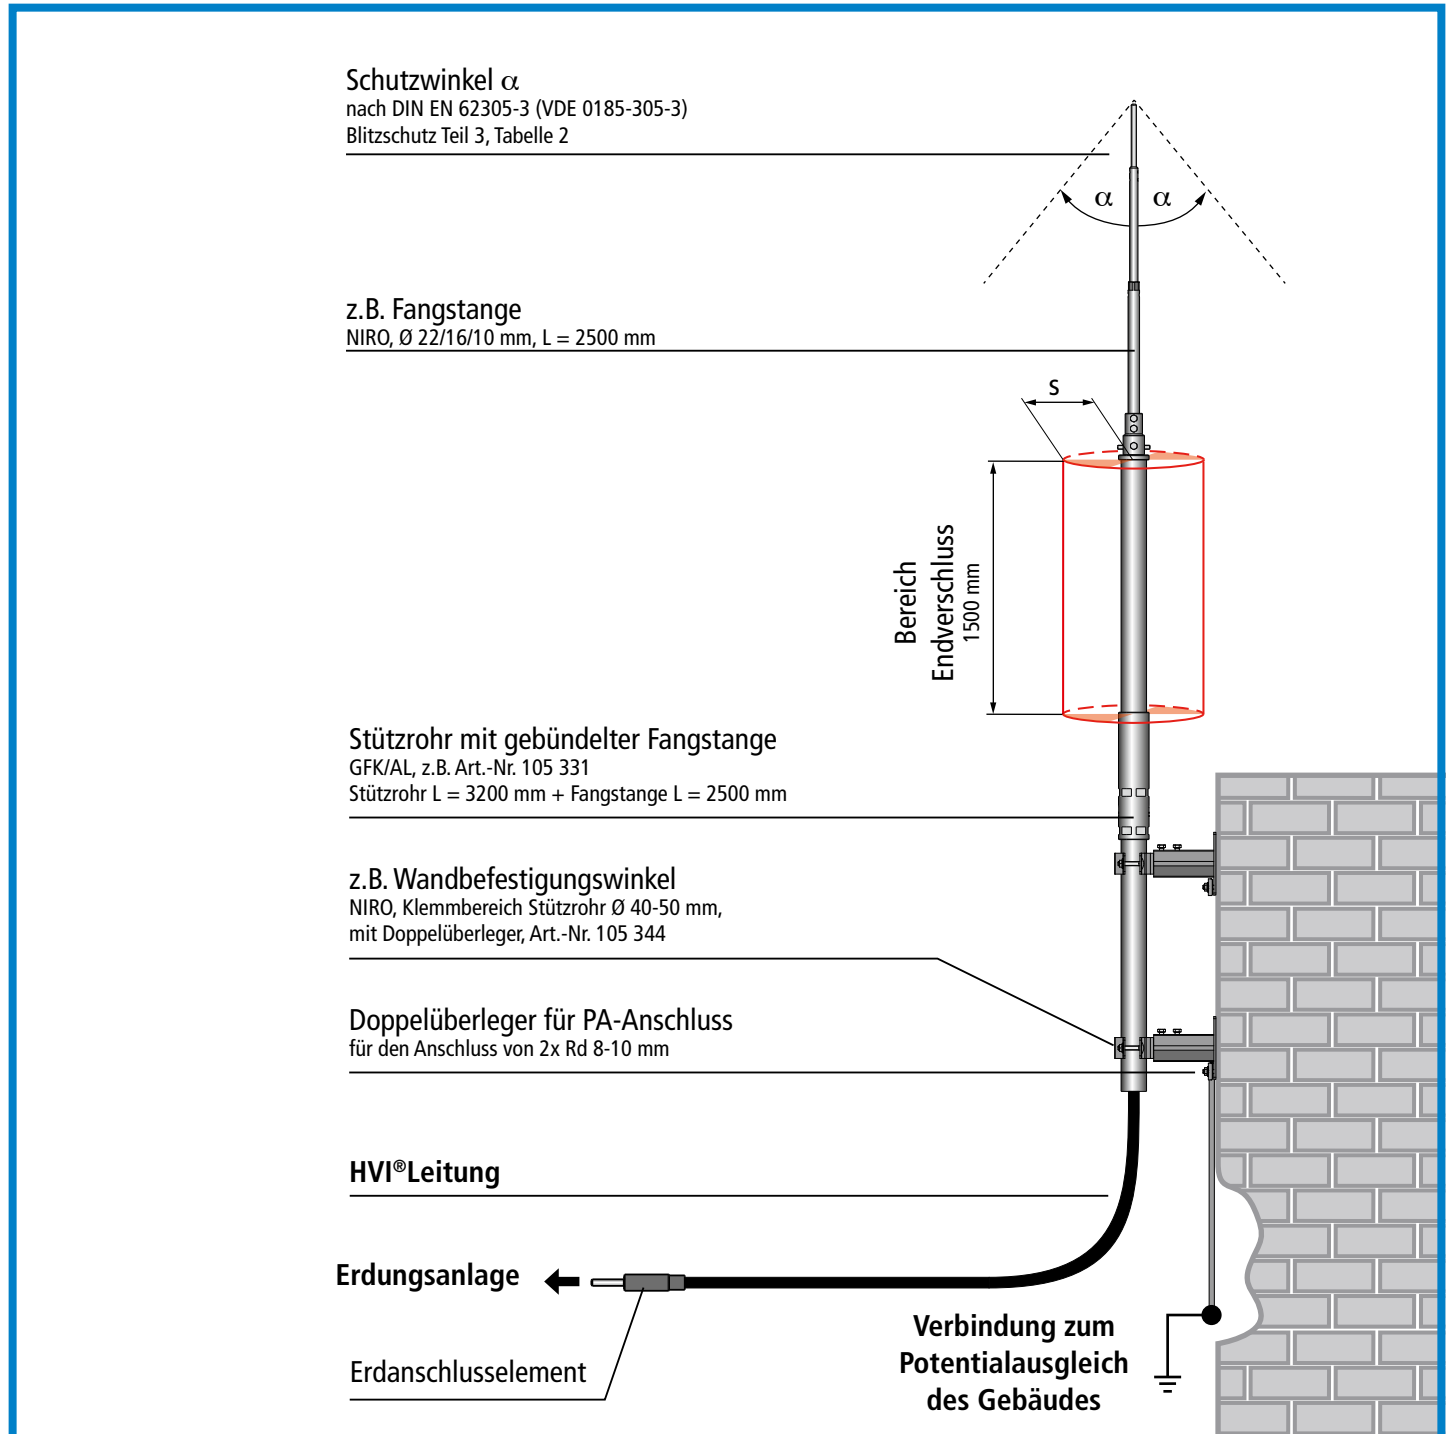 Schutzwinkel α
nach DIN EN 62305-3 (VDE 0185-305-3)
Blitzschutz Teil 3, Tabelle 2
α α
z.B. Fangstange
NIRO, Ø 22/16/10 mm, L = 2500 mm
S
Bereich
Endverschluss
1500 mm
Stützrohr mit gebündelter Fangstange
GFK/AL, z.B. Art.-Nr. 105 331
Stützrohr L = 3200 mm + Fangstange L = 2500 mm
z.B. Wandbefestigungswinkel
NIRO, Klemmbereich Stützrohr Ø 40-50 mm,
mit Doppelüberleger, Art.-Nr. 105 344
Doppelüberleger für PA-Anschluss
für den Anschluss von 2x Rd 8-10 mm
HVI®Leitung
Erdungsanlage
Erdanschlusselement
Verbindung zum
Potentialausgleich
des Gebäudes